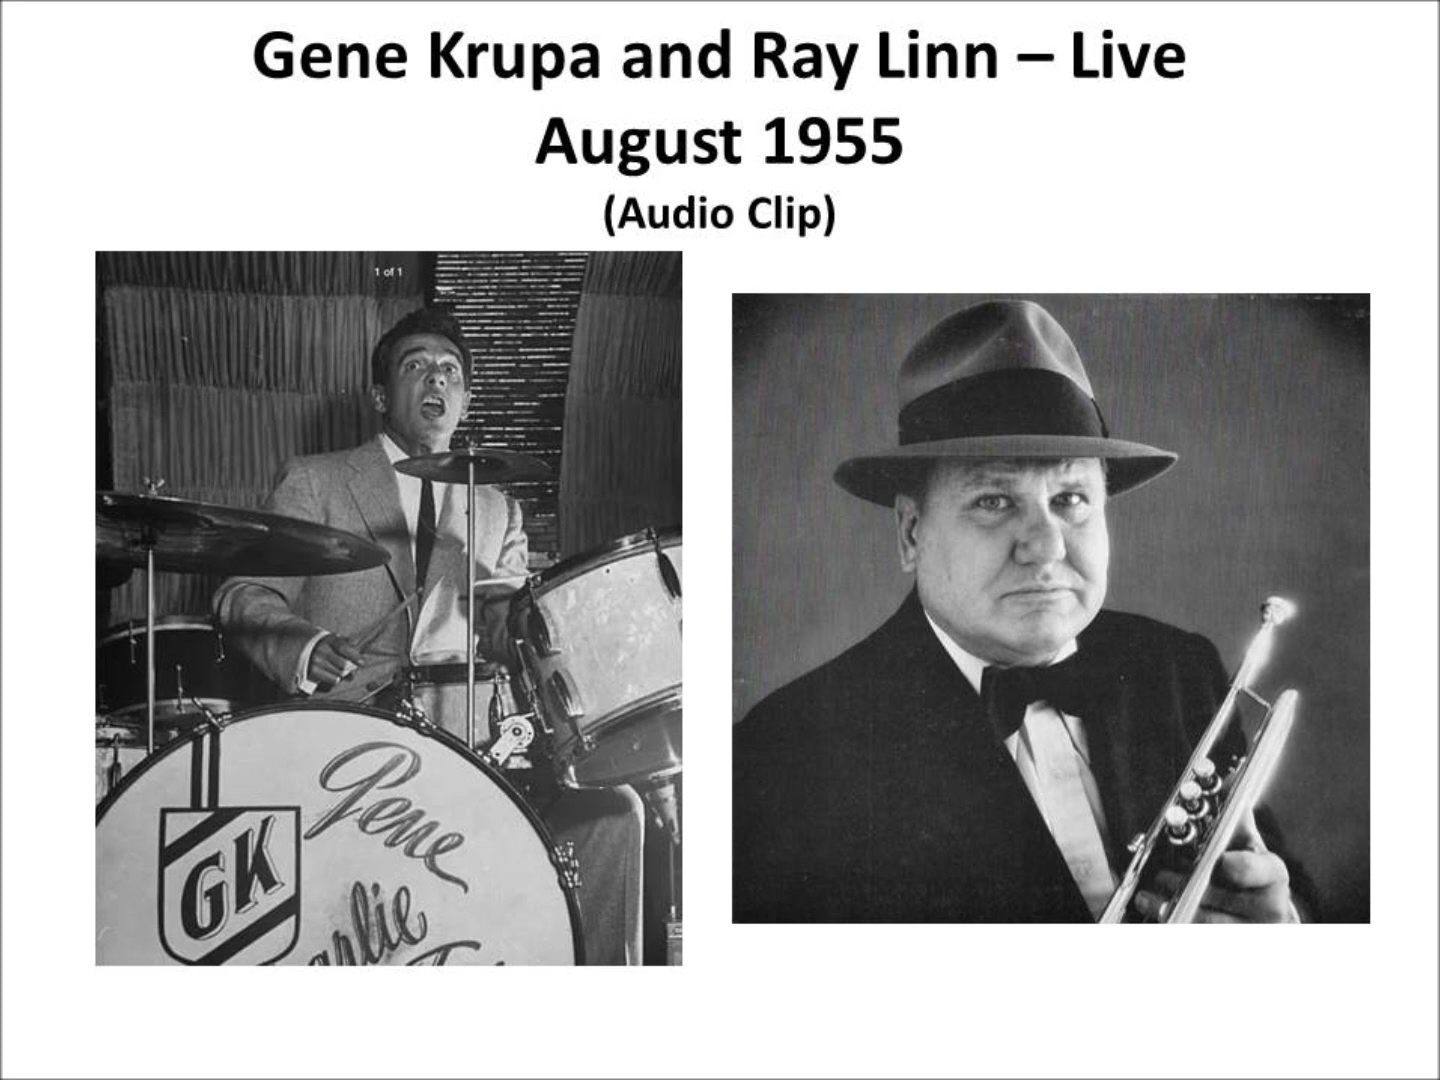 Gene Krupa and Ray Linn – Live
August 1955
(Audio Clip)
1 of 1
Gene
GK